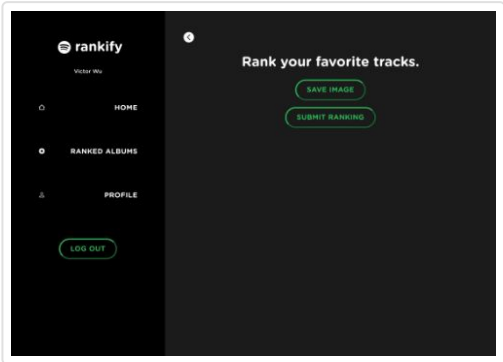 rankify
Victor Wu
HOME
RANKED ALBUMS
PROFILE
LOG OUT
Rank your favorite tracks.
SAVE IMAGE
SUBMIT RANKING